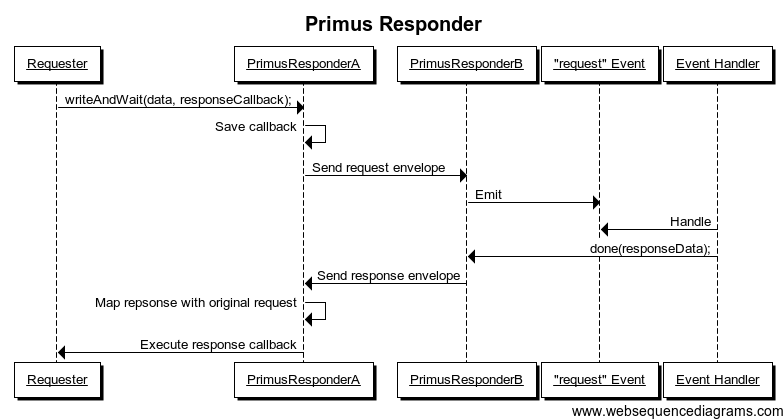 Primus Responder
Requester
PrimusResponderA
PrimusResponderB
"request" Event
Event Handler
writeAndWait(data, responseCallback);
Save callback
Send request envelope
Emit
Handle
done(responseData);
Send response envelope
Map repsonse with original request
Execute response callback
Requester
PrimusResponderA
PrimusResponderB
"request" Event
Event Handler
www.websequencediagrams.com